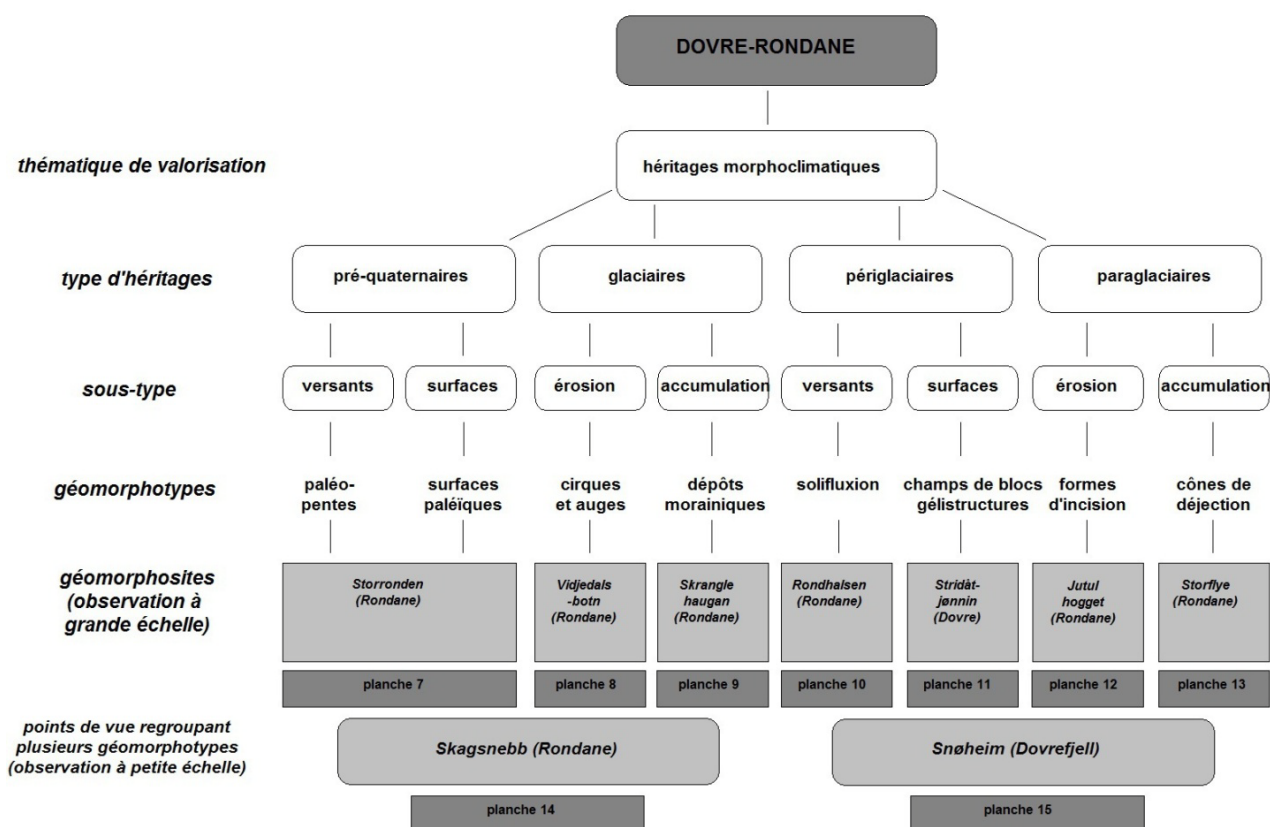 DOVRE-RONDANE
thématique de valorisation
héritages morphoclimatiques
type d'héritages
pré-quaternaires
glaciaires
périglaciaires
paraglaciaires
sous-type
versants
surfaces
érosion
accumulation
versants
surfaces
érosion
accumulation
géomorphotypes
paléo-
pentes
surfaces
paléïques
cirques
et auges
dépôts
morainiques
solifluxion
champs de blocs
gélistructures
formes
d'incision
cônes de
déjection
géomorphosites
(observation à
grande échelle)
Storronden
(Rondane)
Vidjedals
-botn
(Rondane)
Skrangle
haugan
(Rondane)
Rondhalsen
(Rondane)
Stridàt-
jønnin
(Dovre)
Jutul
hogget
(Rondane)
Storflye
(Rondane)
planche 7
planche 8
planche 9
planche 10
planche 11
planche 12
planche 13
points de vue regroupant
plusieurs géomorphotypes
(observation à petite échelle)
Skagsnebb (Rondane)
Snøheim (Dovrefjell)
planche 14
planche 15